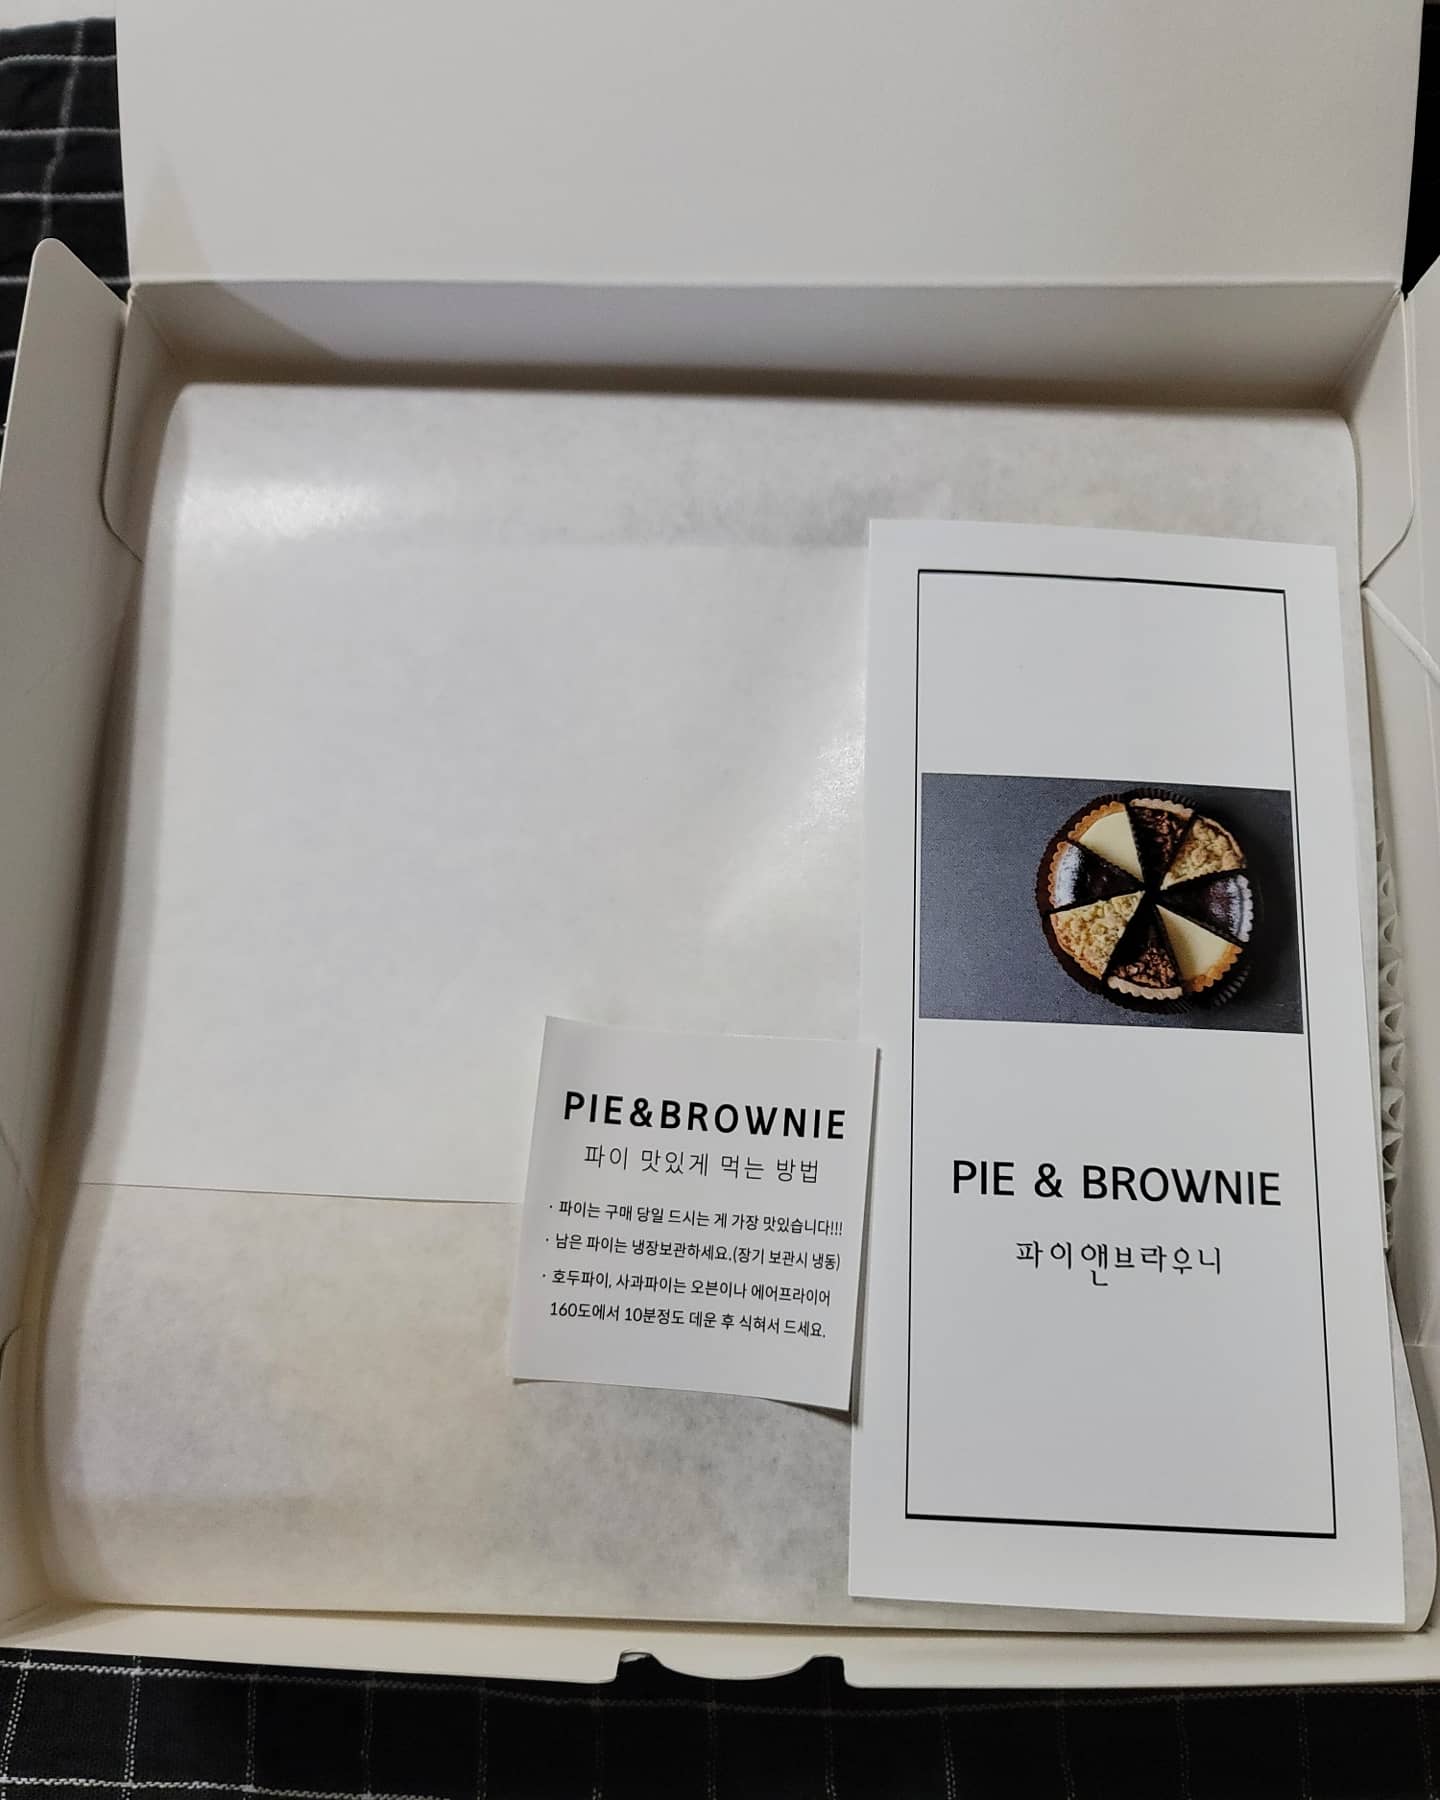 PIE&BROWNIE
파이 맛있게 먹는 방법
· 파이는 구매 당일 드시는 게 가장 맛있습니다!!!
· 남은 파이는 냉장보관하세요.(장기 보관시 냉동)
· 호두파이, 사과파이는 오븐이나 에어프라이어
160도에서 10분정도 데운 후 식혀서 드세요.
PIE & BROWNIE
파이앤브라우니